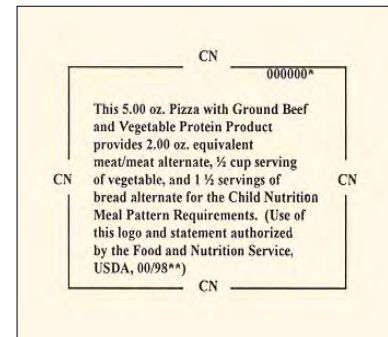 CN
000000*
This 5.00 oz. Pizza with Ground Beef
and Vegetable Protein Product
provides 2.00 oz. equivalent
meat/meat alternate, ½ cup serving
CN of vegetable, and 1 ½ servings of CN
bread alternate for the Child Nutrition
Meal Pattern Requirements. (Use of
this logo and statement authorized
by the Food and Nutrition Service,
USDA, 00/98**)
CN